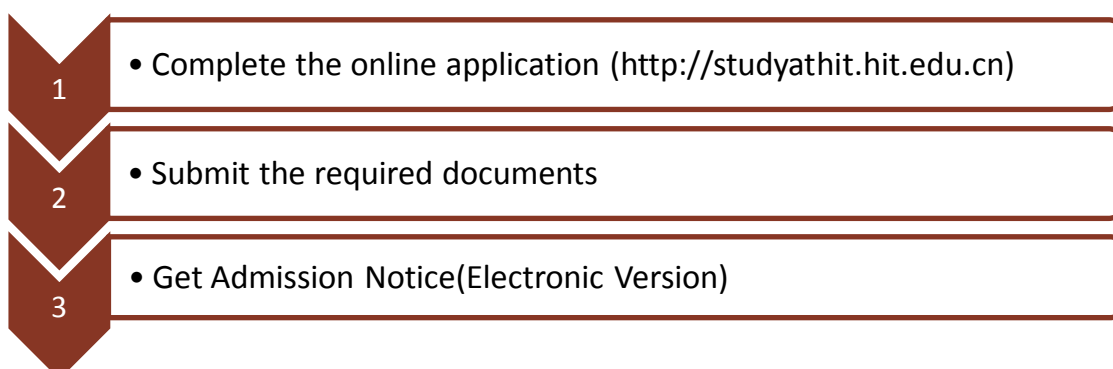 1
• Complete the online application (http://studyathit.hit.edu.cn)
2
• Submit the required documents
3
• Get Admission Notice(Electronic Version)